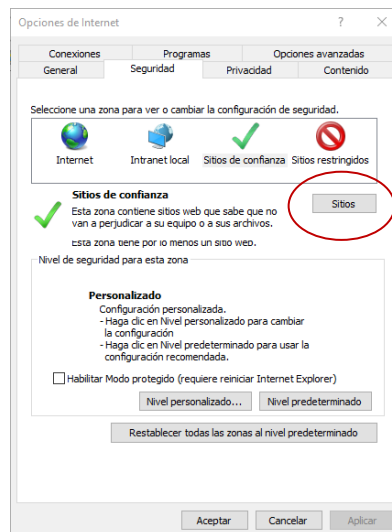 Opciones de Internet ? ×
Conexiones Programas Opciones avanzadas
General Seguridad Privacidad Contenido
Seleccione una zona para ver o cambiar la configuración de seguridad.
Internet Intranet local Sitios de confianza Sitios restringidos
Sitios de confianza
Sitios
Esta zona contiene sitios web que sabe que no
van a perjudicar a su equipo o a sus archivos.
Esta zona tiene por lo menos un sitio web.
Nivel de seguridad para esta zona
Personalizado
Configuración personalizada.
- Haga clic en Nivel personalizado para cambiar
la configuración
- Haga clic en Nivel predeterminado para usar la
configuración recomendada.
Habilitar Modo protegido (requiere reiniciar Internet Explorer)
Nivel personalizado... Nivel predeterminado
Restablecer todas las zonas al nivel predeterminado
Aceptar Cancelar Aplicar